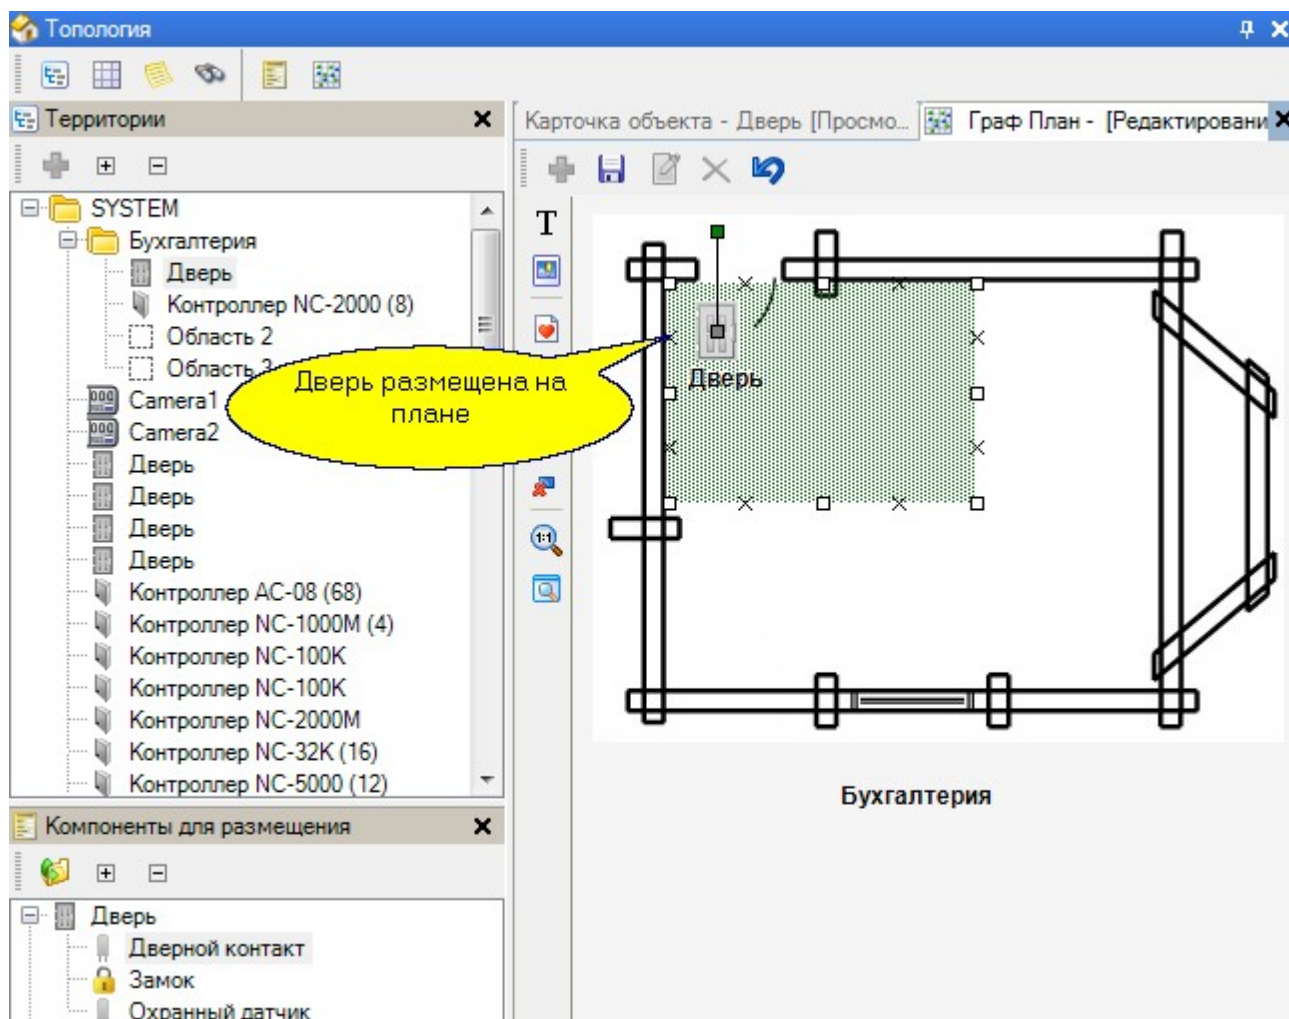 Топология
Территории
SYSTEM
Бухгалтерия
Дверь
Контроллер NC-2000 (8)
Область 2
Область 3
Camera1
Camera2
Дверь
Дверь
Дверь
Дверь
Контроллер AC-08 (68)
Контроллер NC-1000M (4)
Контроллер NC-100K
Контроллер NC-100K
Контроллер NC-2000M
Контроллер NC-32K (16)
Контроллер NC-5000 (12)
Компоненты для размещения
Дверь
Дверной контакт
Замок
Охранный датчик
Карточка объекта - Дверь [Просмо...
Граф План - [Редактировани
T
1:1
Дверь размещена на
плане
Дверь
Бухгалтерия